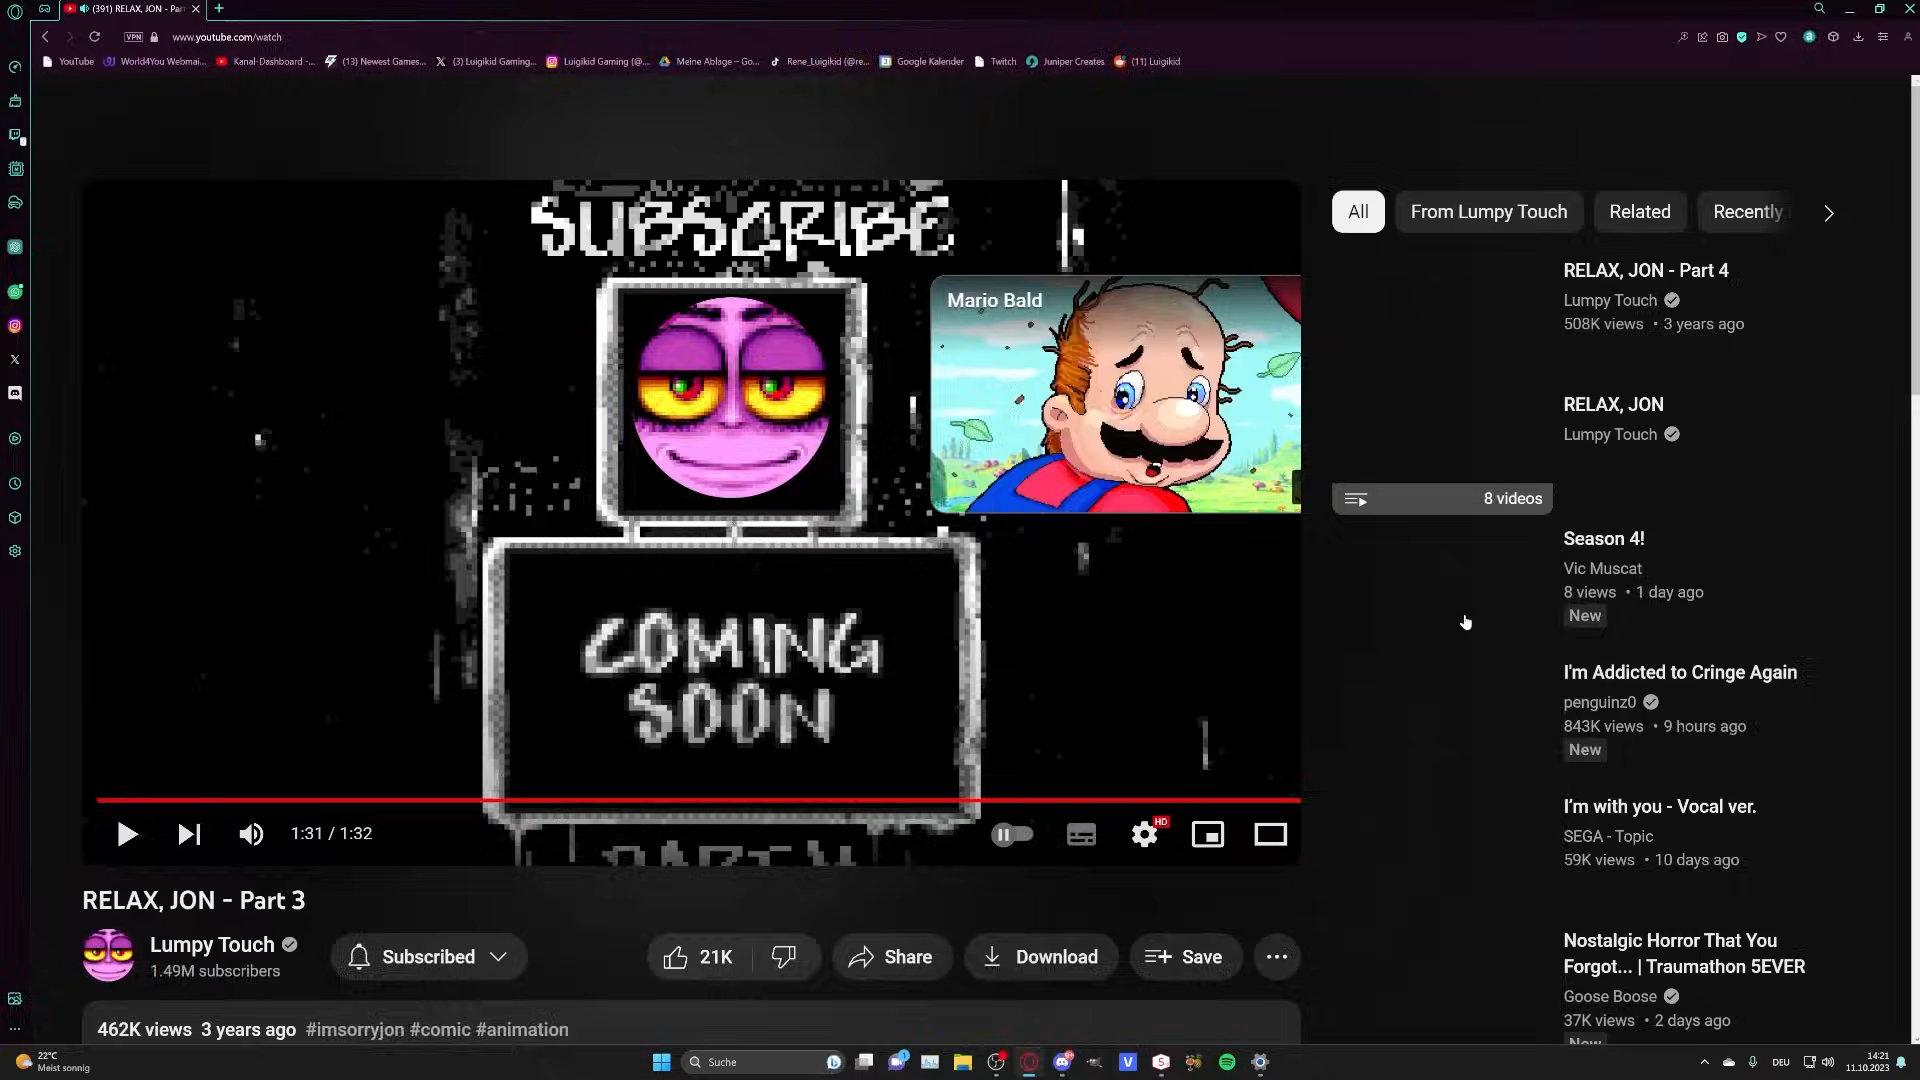 (391) RELAX, JON - Par
VPN
www.youtube.com/watch
YouTube
World4You Webmai...
Kanal-Dashboard -...
(13) Newest Games...
(3) Luigikid Gaming...
Luigikid Gaming (@...
Meine Ablage – Go...
Rene_Luigikid (@re...
Google Kalender
Twitch
Juniper Creates
(11) Luigikid
SUBSCRIBE
Mario Bald
COMING
SOON
1:31 / 1:32
HD
RELAX, JON - Part 3
Lumpy Touch
1.49M subscribers
Subscribed
21K
Share
Download
Save
462K views 3 years ago #imsorryjon #comic #animation
All
From Lumpy Touch
Related
Recently
RELAX, JON - Part 4
Lumpy Touch
508K views • 3 years ago
RELAX, JON
Lumpy Touch
8 videos
Season 4!
Vic Muscat
8 views • 1 day ago
New
I'm Addicted to Cringe Again
penguinz0
843K views • 9 hours ago
New
I'm with you - Vocal ver.
SEGA - Topic
59K views • 10 days ago
Nostalgic Horror That You
Forgot... | Traumathon 5EVER
Goose Boose
37K views • 2 days ago
New
22°C
Meist sonnig
Suche
DEU
14:21
11.10.2023